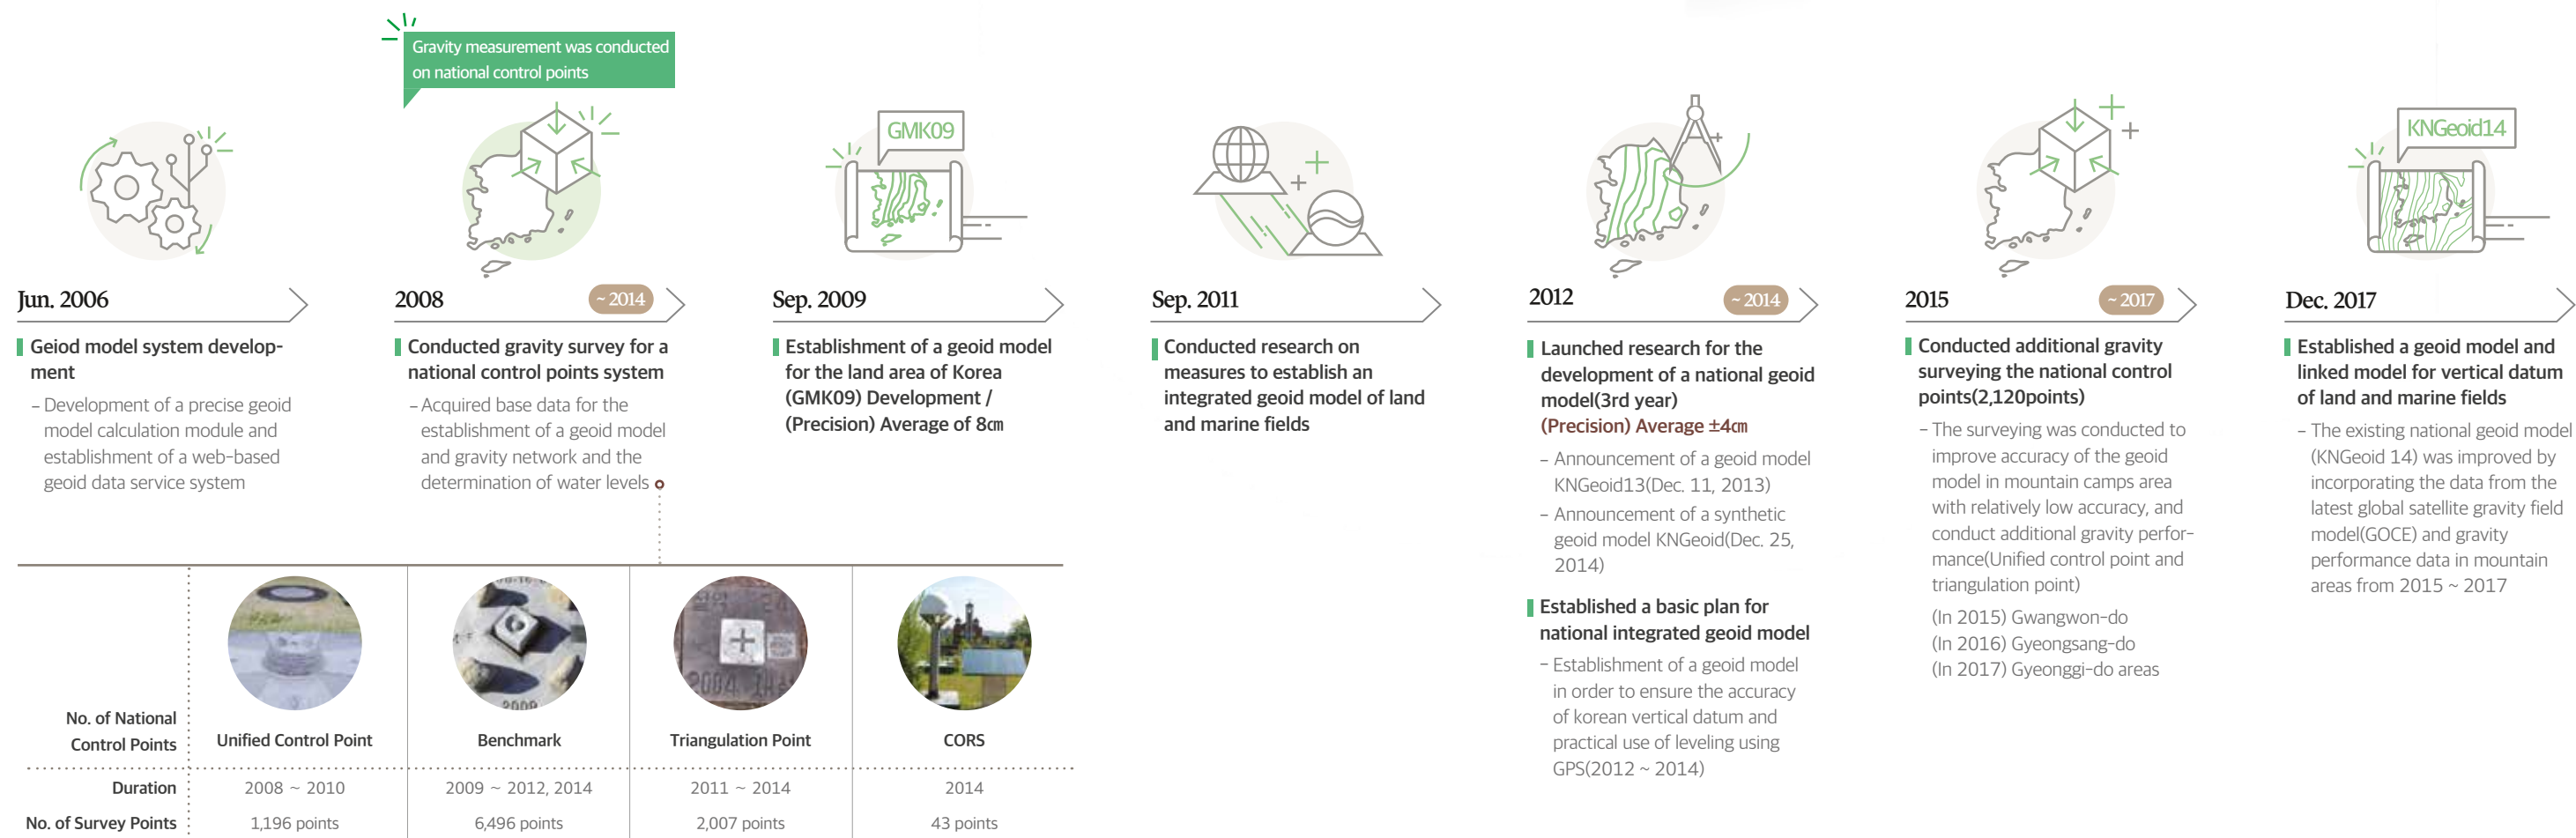 Gravity measurement was conducted
on national control points
Jun. 2006
Geiod model system develop-
ment
– Development of a precise geoid
model calculation module and
establishment of a web-based
geoid data service system
2008
~ 2014
Conducted gravity survey for a
national control points system
– Acquired base data for the
establishment of a geoid model
and gravity network and the
determination of water levels
GMK09
Sep. 2009
Establishment of a geoid model
for the land area of Korea
(GMK09) Development /
(Precision) Average of 8㎝
Sep. 2011
Conducted research on
measures to establish an
integrated geoid model of land
and marine fields
2012
~ 2014
Launched research for the
development of a national geoid
model(3rd year)
(Precision) Average ±4㎝
– Announcement of a geoid model
KNGeoid13(Dec. 11, 2013)
– Announcement of a synthetic
geoid model KNGeoid(Dec. 25,
2014)
Established a basic plan for
national integrated geoid model
– Establishment of a geoid model
in order to ensure the accuracy
of korean vertical datum and
practical use of leveling using
GPS(2012 ~ 2014)
2015
~ 2017
Conducted additional gravity
surveying the national control
points(2,120points)
– The surveying was conducted to
improve accuracy of the geoid
model in mountain camps area
with relatively low accuracy, and
conduct additional gravity perfor-
mance(Unified control point and
triangulation point)
(In 2015) Gwangwon-do
(In 2016) Gyeongsang-do
(In 2017) Gyeonggi-do areas
KNGeoid14
Dec. 2017
Established a geoid model and
linked model for vertical datum
of land and marine fields
– The existing national geoid model
(KNGeoid 14) was improved by
incorporating the data from the
latest global satellite gravity field
model(GOCE) and gravity
performance data in mountain
areas from 2015 ~ 2017
No. of National
Control Points
Unified Control Point
Benchmark
Triangulation Point
CORS
2009
2004
Duration
2008 ~ 2010
2009 ~ 2012, 2014
2011 ~ 2014
2014
No. of Survey Points
1,196 points
6,496 points
2,007 points
43 points